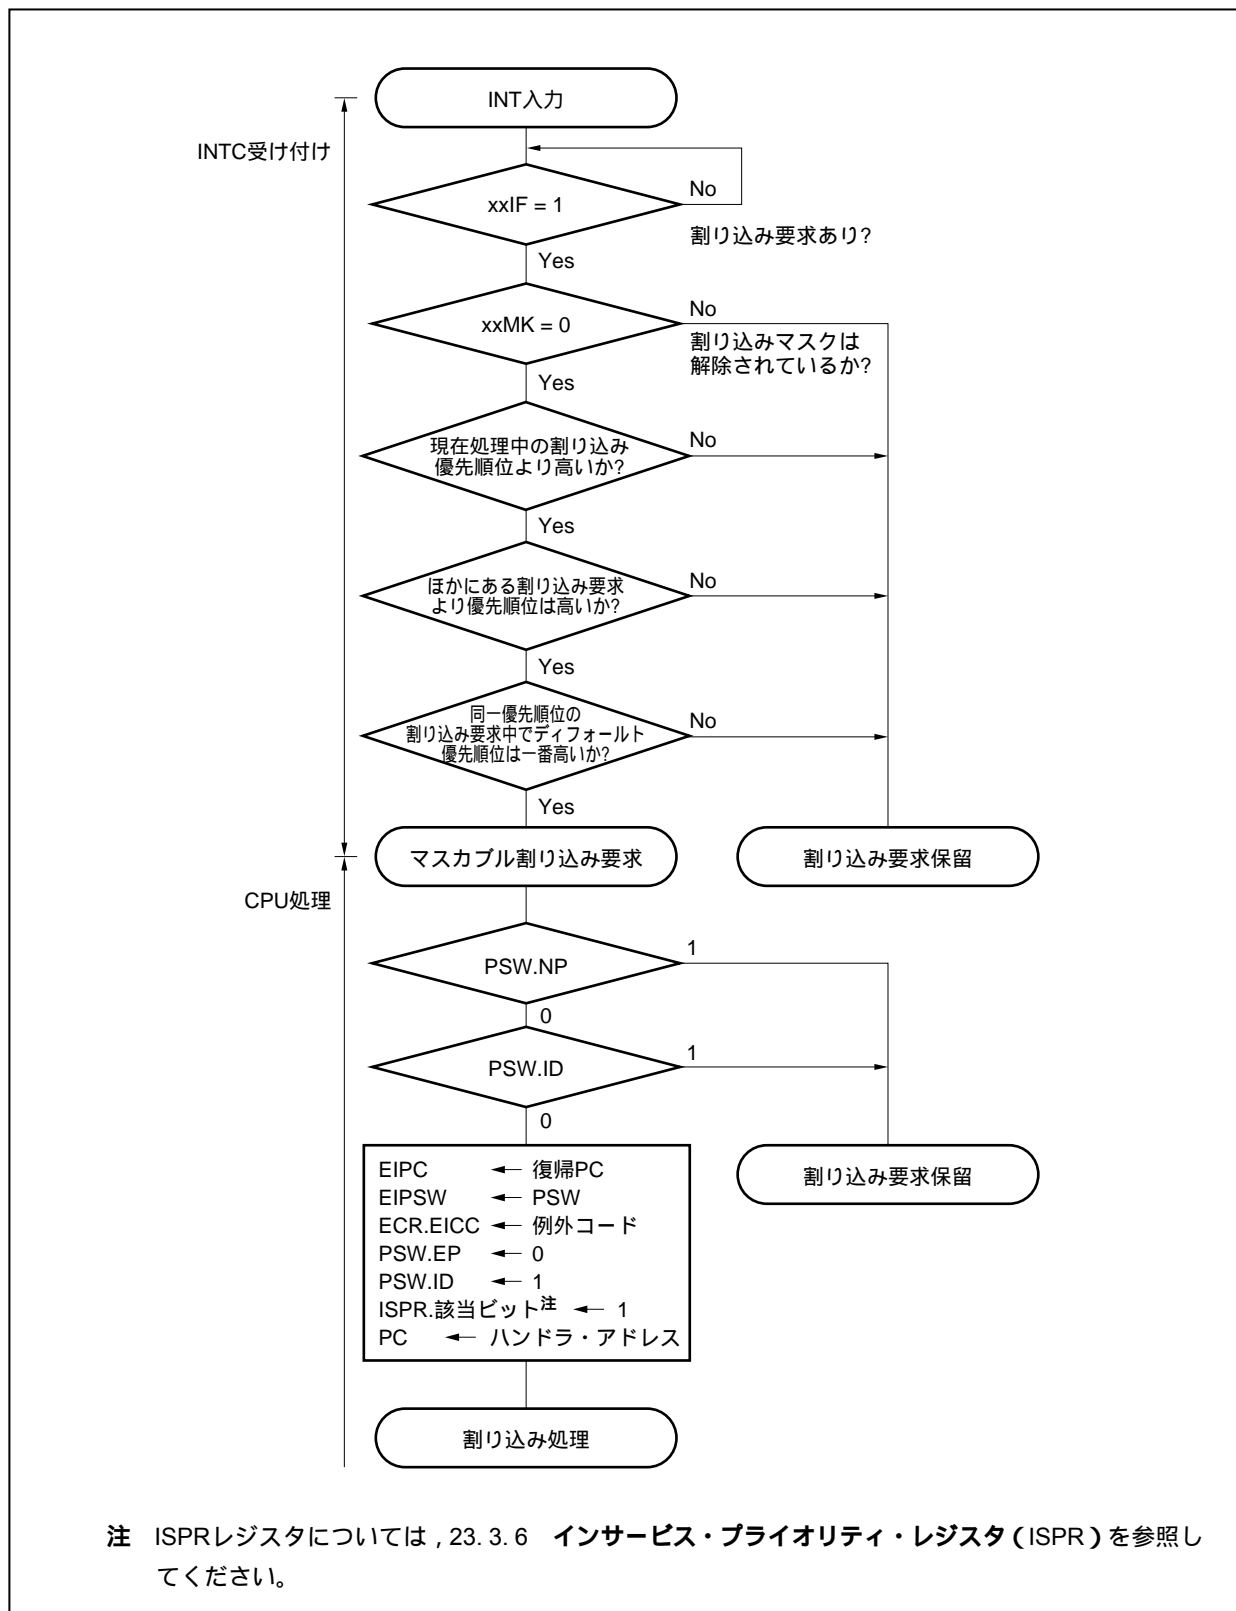 INT入力
INTC受け付け
xxIF = 1
No
割り込み要求あり?
Yes
xxMK = 0
No
割り込みマスクは
解除されているか?
Yes
現在処理中の割り込み
優先順位より高いか?
No
Yes
ほかにある割り込み要求
より優先順位は高いか?
No
Yes
同一優先順位の
割り込み要求中でディフォールト
優先順位は一番高いか?
No
Yes
マスカブル割り込み要求
割り込み要求保留
CPU処理
PSW.NP
1
0
PSW.ID
1
0
EIPC ← 復帰PC
EIPSW ← PSW
ECR.EICC ← 例外コード
PSW.EP ← 0
PSW.ID ← 1
ISPR.該当ビット注 ← 1
PC ← ハンドラ・アドレス
割り込み要求保留
割り込み処理
注 ISPRレジスタについては , 23. 3. 6 インサービス・プライオリティ・レジスタ ( ISPR ) を参照し
てください。